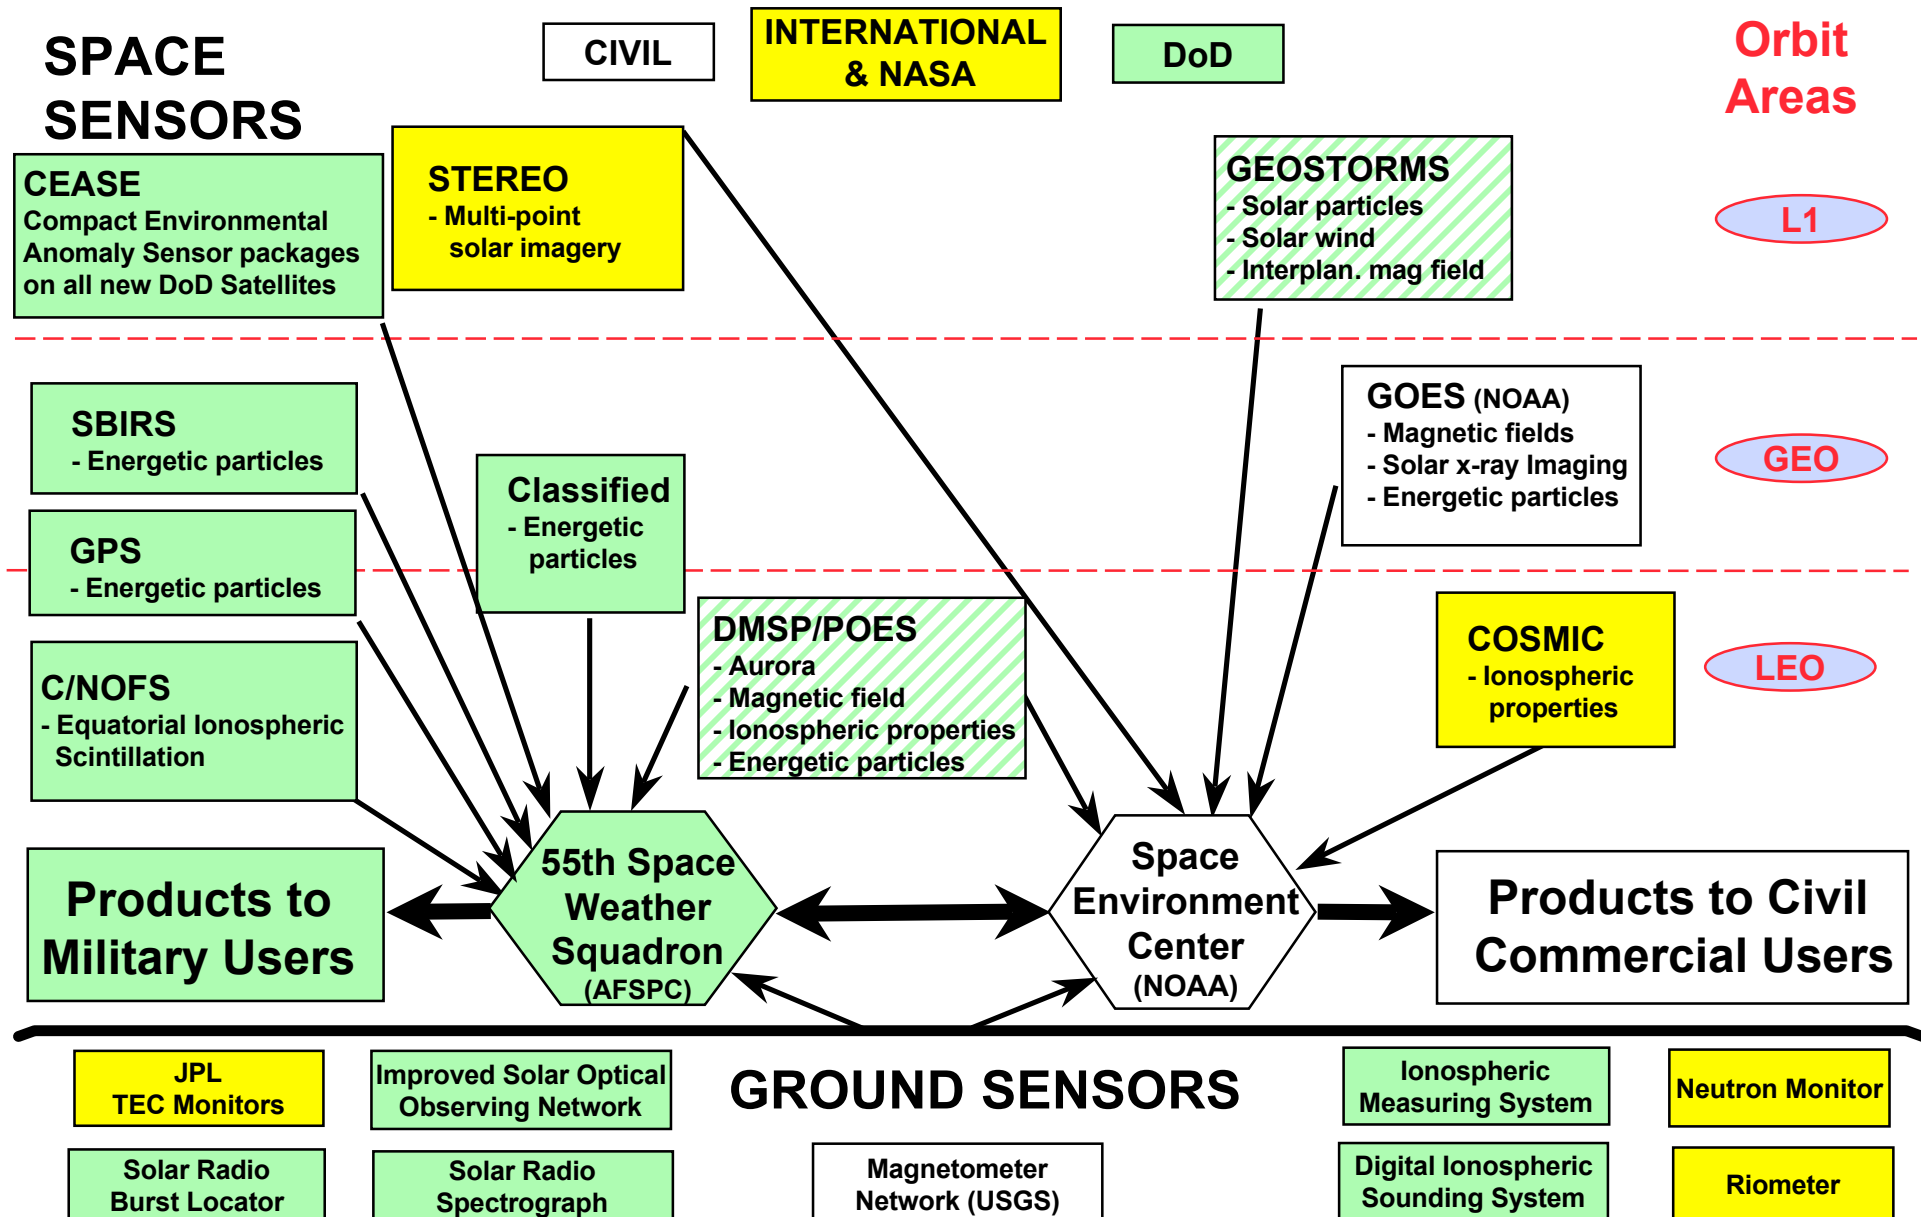 SPACE
SENSORS
CIVIL
INTERNATIONAL
& NASA
DoD
Orbit
Areas
CEASE
Compact Environmental
Anomaly Sensor packages
on all new DoD Satellites
STEREO
- Multi-point
solar imagery
GEOSTORMS
- Solar particles
- Solar wind
- Interplan. mag field
L1
SBIRS
- Energetic particles
Classified
- Energetic
particles
GOES (NOAA)
- Magnetic fields
- Solar x-ray Imaging
- Energetic particles
GEO
GPS
- Energetic particles
C/NOFS
- Equatorial Ionospheric
Scintillation
DMSP/POES
- Aurora
- Magnetic field
- Ionospheric properties
- Energetic particles
COSMIC
- Ionospheric
properties
LEO
Products to
Military Users
55th Space
Weather
Squadron
(AFSPC)
Space
Environment
Center
(NOAA)
Products to Civil
Commercial Users
GROUND SENSORS
JPL
TEC Monitors
Improved Solar Optical
Observing Network
Ionospheric
Measuring System
Neutron Monitor
Solar Radio
Burst Locator
Solar Radio
Spectrograph
Magnetometer
Network (USGS)
Digital Ionospheric
Sounding System
Riometer